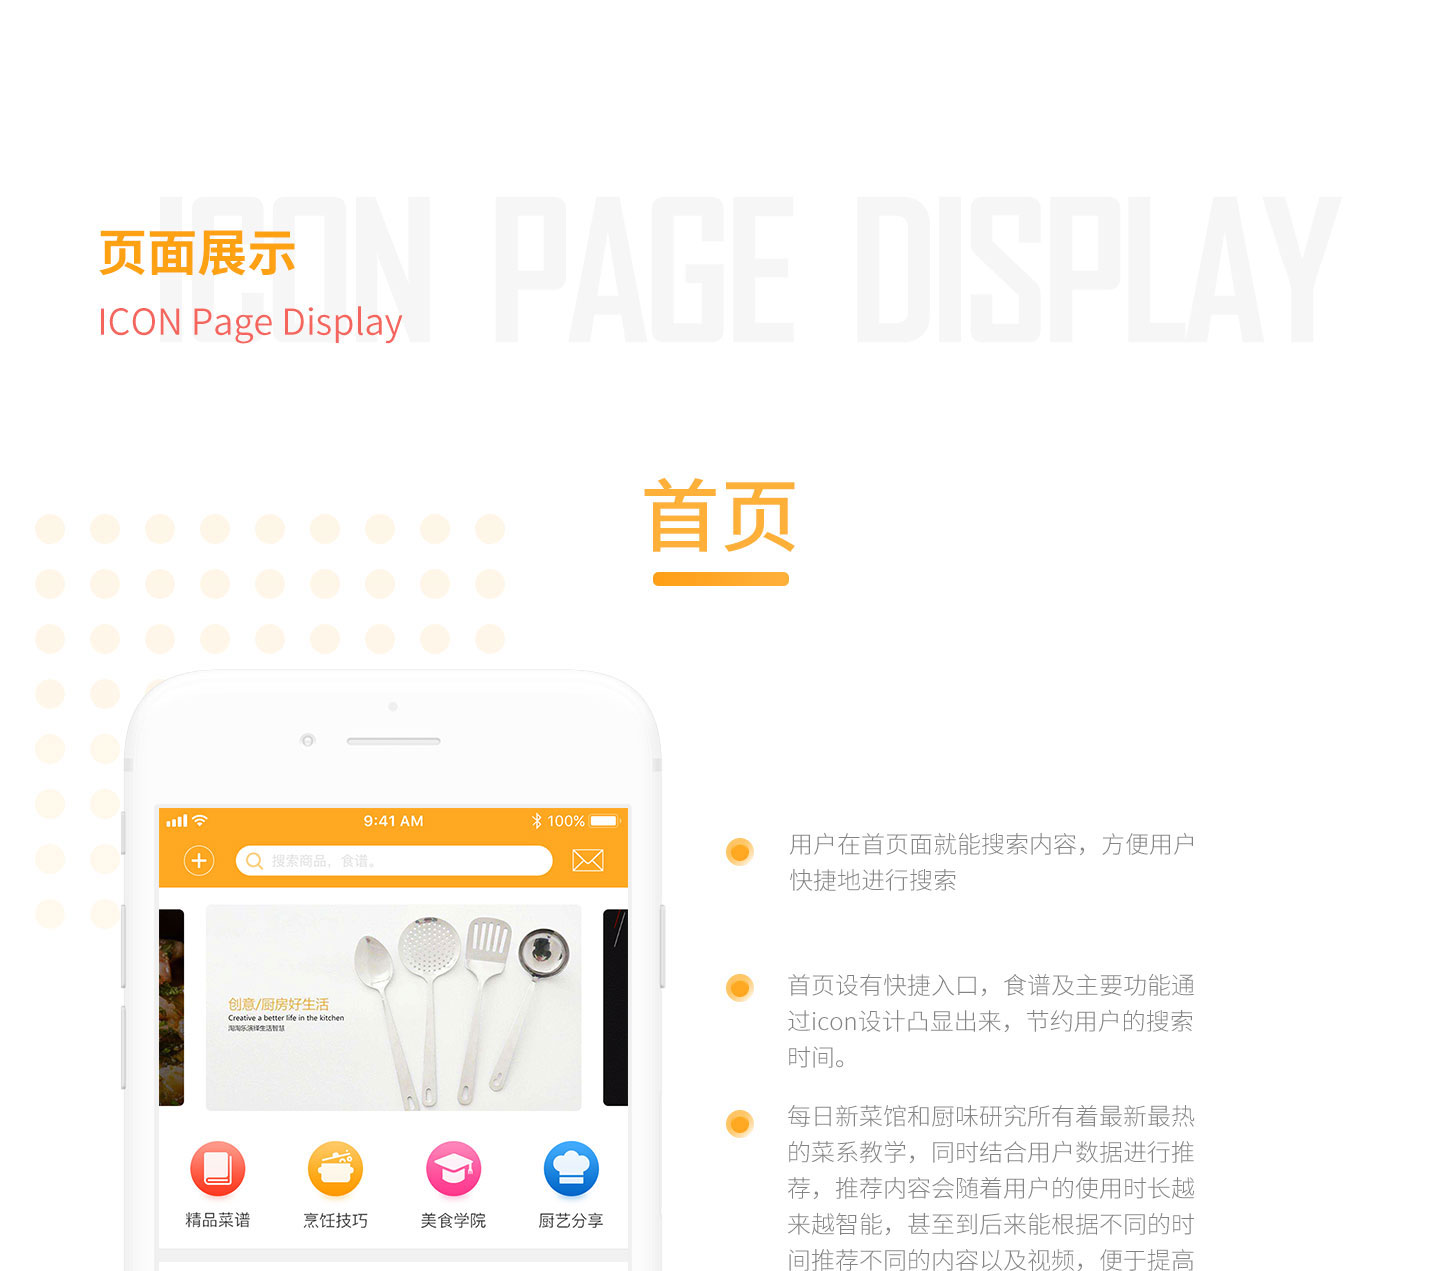 ICON PAGE DISPLAY
页面展示
ICON Page Display
首页
9:41 AM
100%
搜索商品，食谱。
创意/厨房好生活
Creative a better life in the kitchen
淘淘乐演绎生活智慧
精品菜谱 烹饪技巧 美食学院 厨艺分享
用户在首页面就能搜索内容，方便用户
快捷地进行搜索
首页设有快捷入口，食谱及主要功能通
过icon设计凸显出来，节约用户的搜索
时间。
每日新菜馆和厨味研究所有着最新最热
的菜系教学，同时结合用户数据进行推
荐，推荐内容会随着用户的使用时长越
来越智能，甚至到后来能根据不同的时
间推荐不同的内容以及视频，便于提高